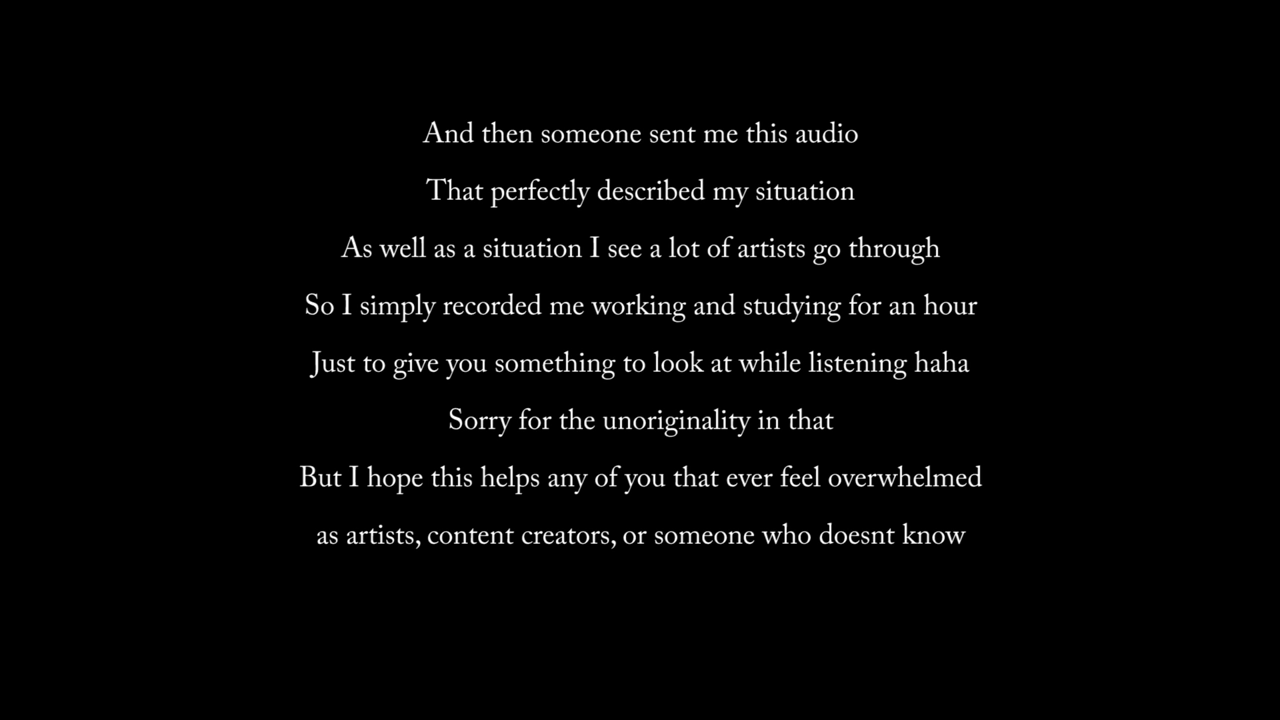 And then someone sent me this audio
That perfectly described my situation
As well as a situation I see a lot of artists go through
So I simply recorded me working and studying for an hour
Just to give you something to look at while listening haha
Sorry for the unoriginality in that
But I hope this helps any of you that ever feel overwhelmed
as artists, content creators, or someone who doesnt know